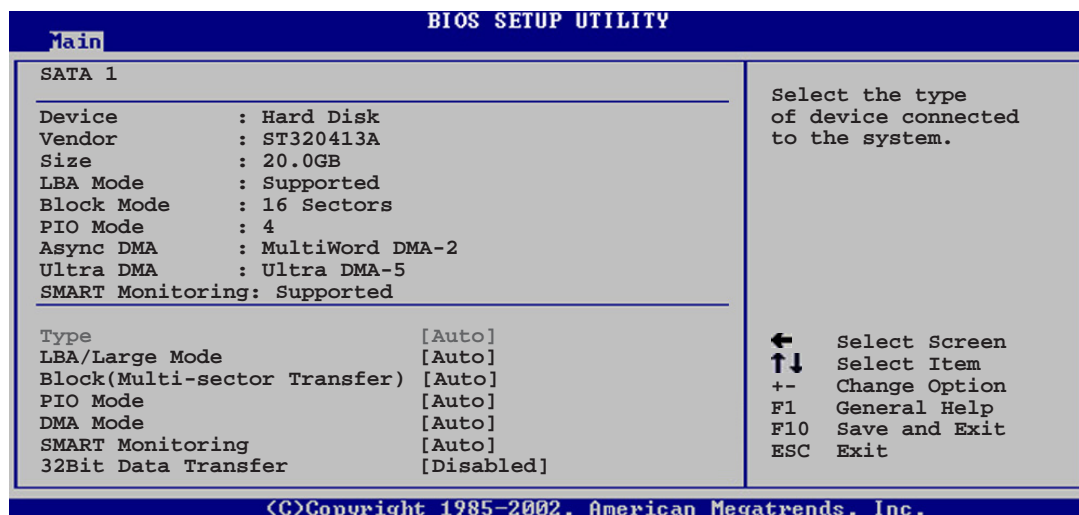 BIOS SETUP UTILITY
Main
SATA 1
Device : Hard Disk
Vendor : ST320413A
Size : 20.0GB
LBA Mode : Supported
Block Mode : 16 Sectors
PIO Mode : 4
Async DMA : MultiWord DMA-2
Ultra DMA : Ultra DMA-5
SMART Monitoring: Supported
Type [Auto]
LBA/Large Mode [Auto]
Block(Multi-sector Transfer) [Auto]
PIO Mode [Auto]
DMA Mode [Auto]
SMART Monitoring [Auto]
32Bit Data Transfer [Disabled]
Select the type
of device connected
to the system.
← Select Screen
↑↓ Select Item
+- Change Option
F1 General Help
F10 Save and Exit
ESC Exit
(C)Copyright 1985-2002, American Megatrends, Inc.